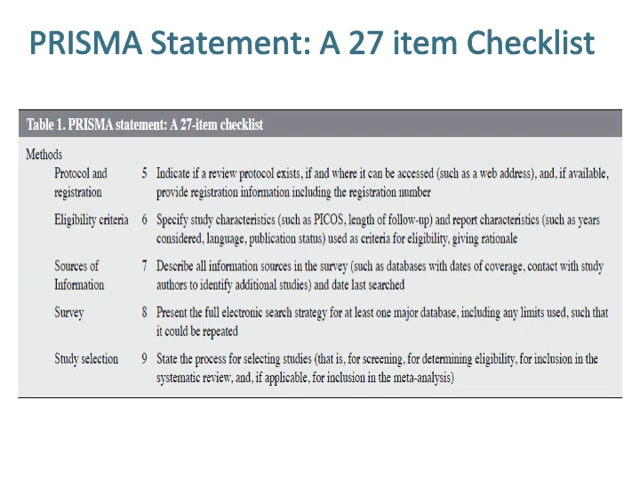 PRISMA Statement: A 27 item Checklist
Table 1. PRISMA statement: A 27-item checklist
Methods
Protocol and registration 5 Indicate if a review protocol exists, if and where it can be accessed (such as a web address), and, if available,
provide registration information including the registration number
Eligibility criteria 6 Specify study characteristics (such as PICOS, length of follow-up) and report characteristics (such as years
considered, language, publication status) used as criteria for eligibility, giving rationale
Sources of Information 7 Describe all information sources in the survey (such as databases with dates of coverage, contact with study
authors to identify additional studies) and date last searched
Survey 8 Present the full electronic search strategy for at least one major database, including any limits used, such that
it could be repeated
Study selection 9 State the process for selecting studies (that is, for screening, for determining eligibility, for inclusion in the
systematic review, and, if applicable, for inclusion in the meta-analysis)